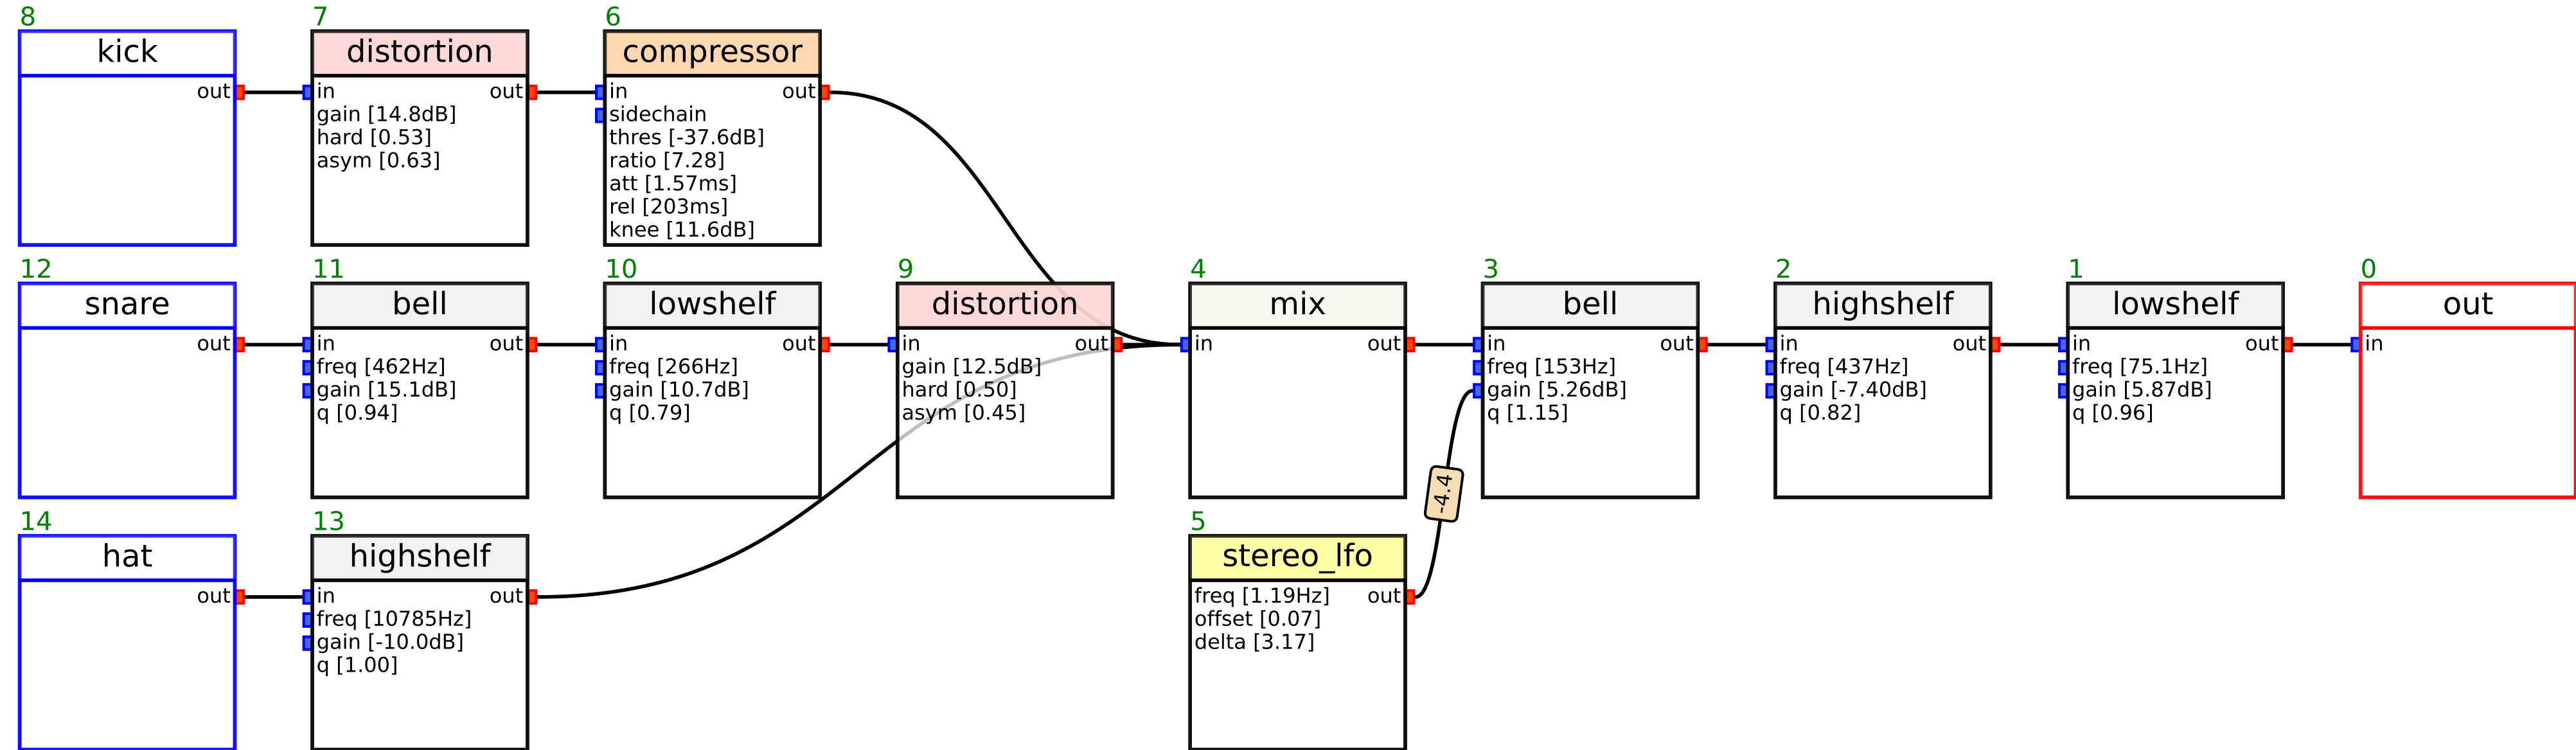 8
kick
out
7
distortion
in out
gain [14.8dB]
hard [0.53]
asym [0.63]
6
compressor
in out
sidechain
thres [-37.6dB]
ratio [7.28]
att [1.57ms]
rel [203ms]
knee [11.6dB]
12
snare
out
11
bell
in out
freq [462Hz]
gain [15.1dB]
q [0.94]
10
lowshelf
in out
freq [266Hz]
gain [10.7dB]
q [0.79]
9
distortion
in out
gain [12.5dB]
hard [0.50]
asym [0.45]
4
mix
in out
3
bell
in out
freq [153Hz]
gain [5.26dB]
q [1.15]
2
highshelf
in out
freq [437Hz]
gain [-7.40dB]
q [0.82]
1
lowshelf
in out
freq [75.1Hz]
gain [5.87dB]
q [0.96]
0
out
in
-4.4
14
hat
out
13
highshelf
in out
freq [10785Hz]
gain [-10.0dB]
q [1.00]
5
stereo_lfo
freq [1.19Hz] out
offset [0.07]
delta [3.17]